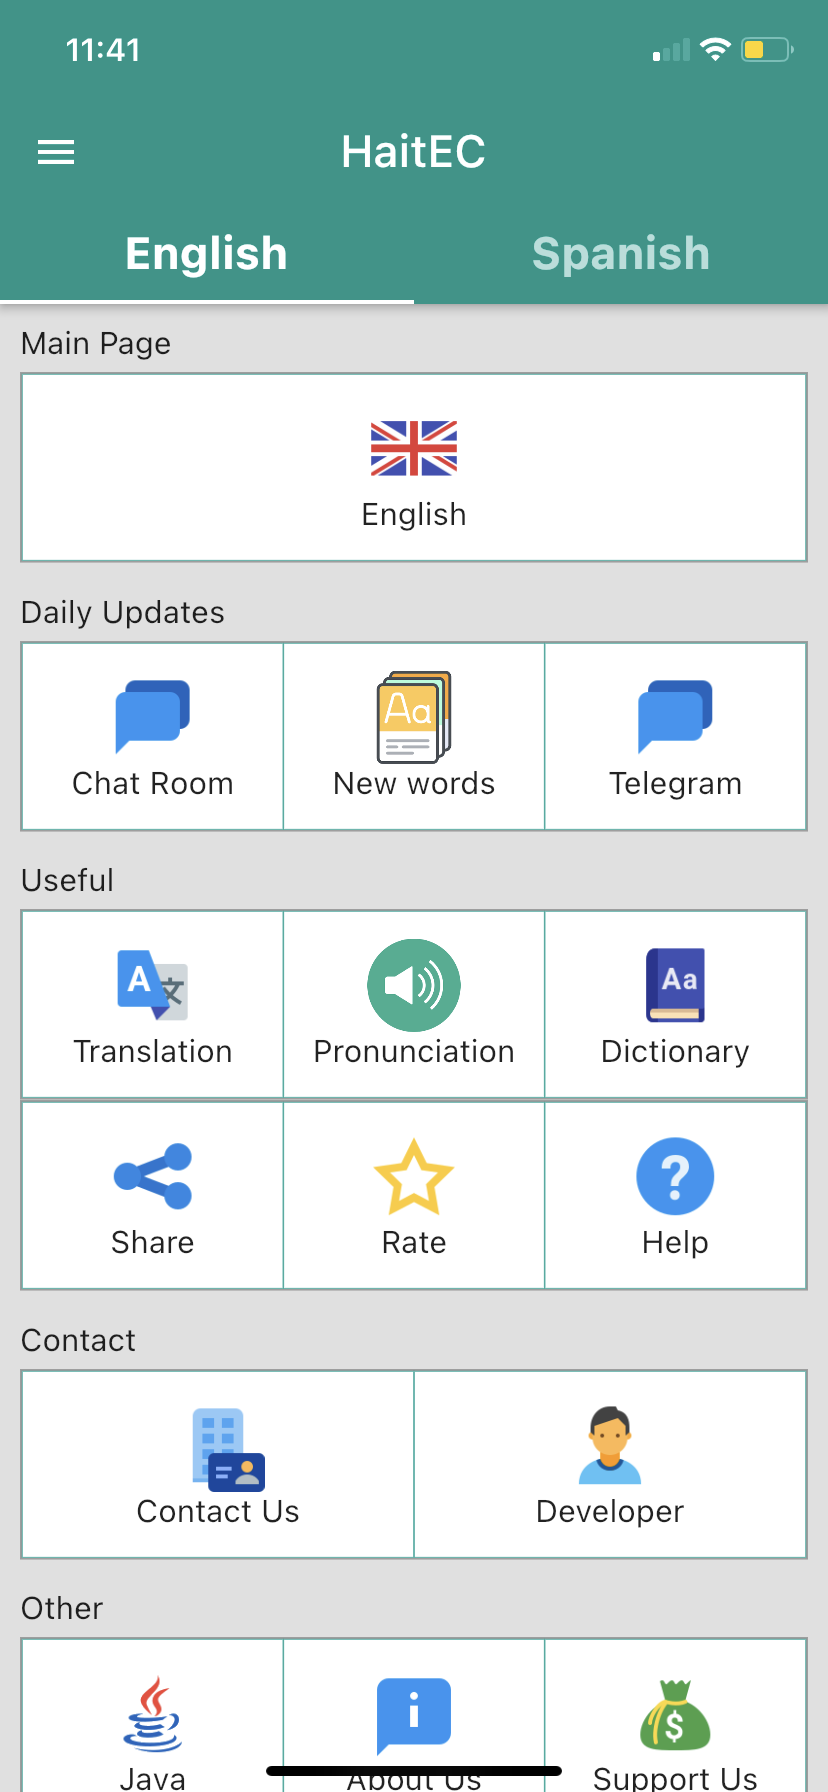 11:41
HaitEC
English Spanish
Main Page
English
Daily Updates
Aa
Chat Room New words Telegram
Useful
A 文 Aa
Translation Pronunciation Dictionary
?
Share Rate Help
Contact
Contact Us Developer
Other
i $
Java About Us Support Us